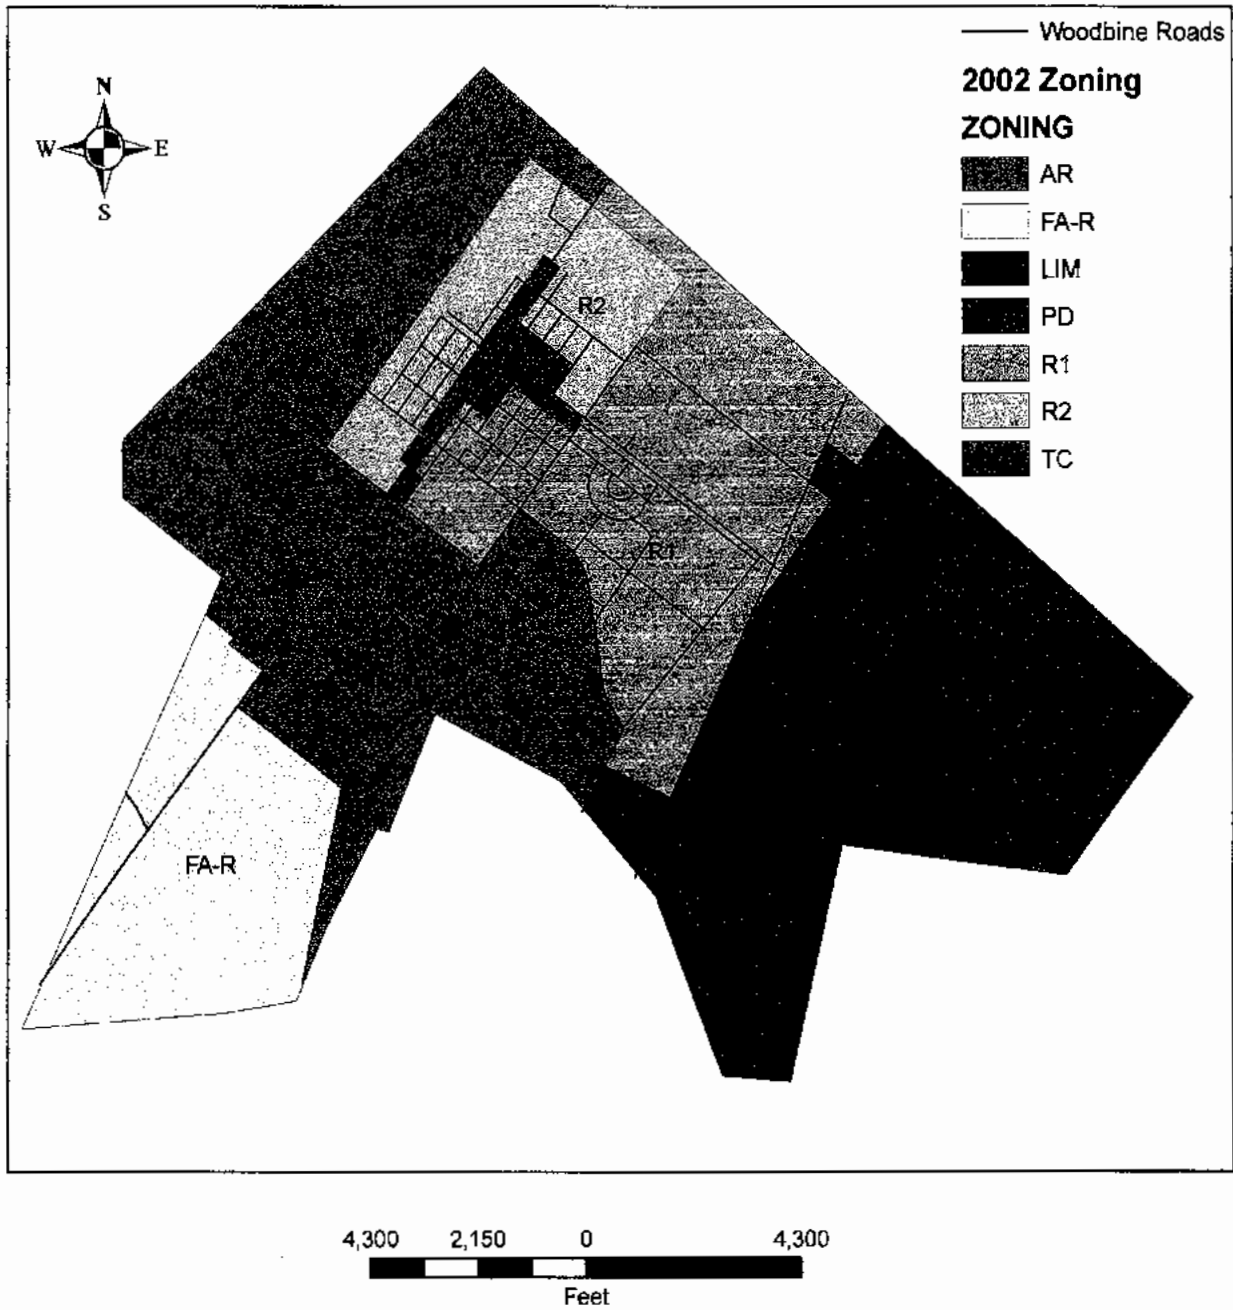 Woodbine Roads
2002 Zoning
ZONING
AR
FA-R
LIM
PD
R1
R2
TC
N
W E
S
R2
R1
FA-R
4,300 2,150 0 4,300
Feet